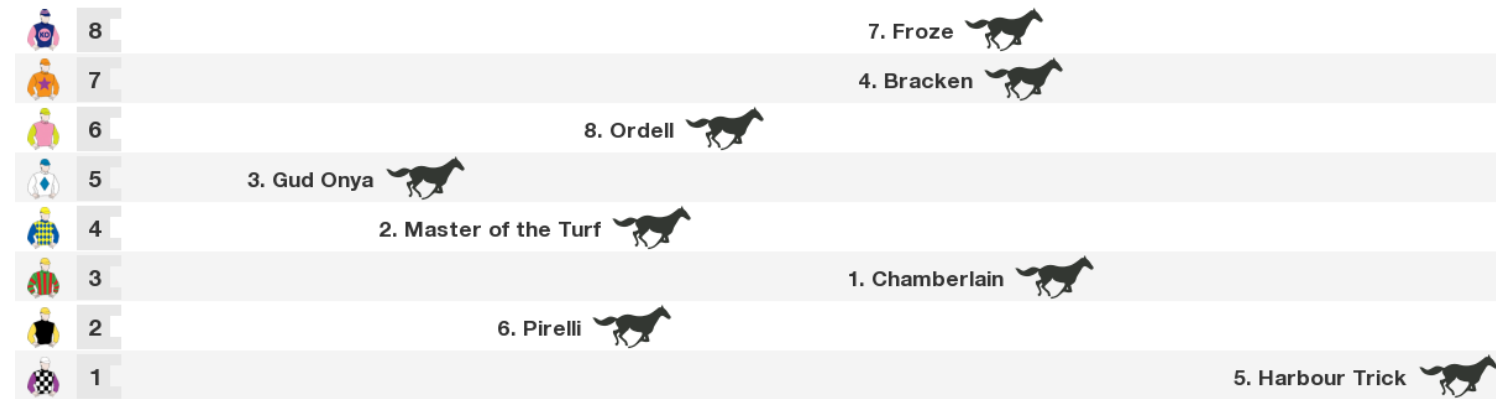 8 7. Froze
7 4. Bracken
6 8. Ordell
5 3. Gud Onya
4 2. Master of the Turf
3 1. Chamberlain
2 6. Pirelli
1 5. Harbour Trick